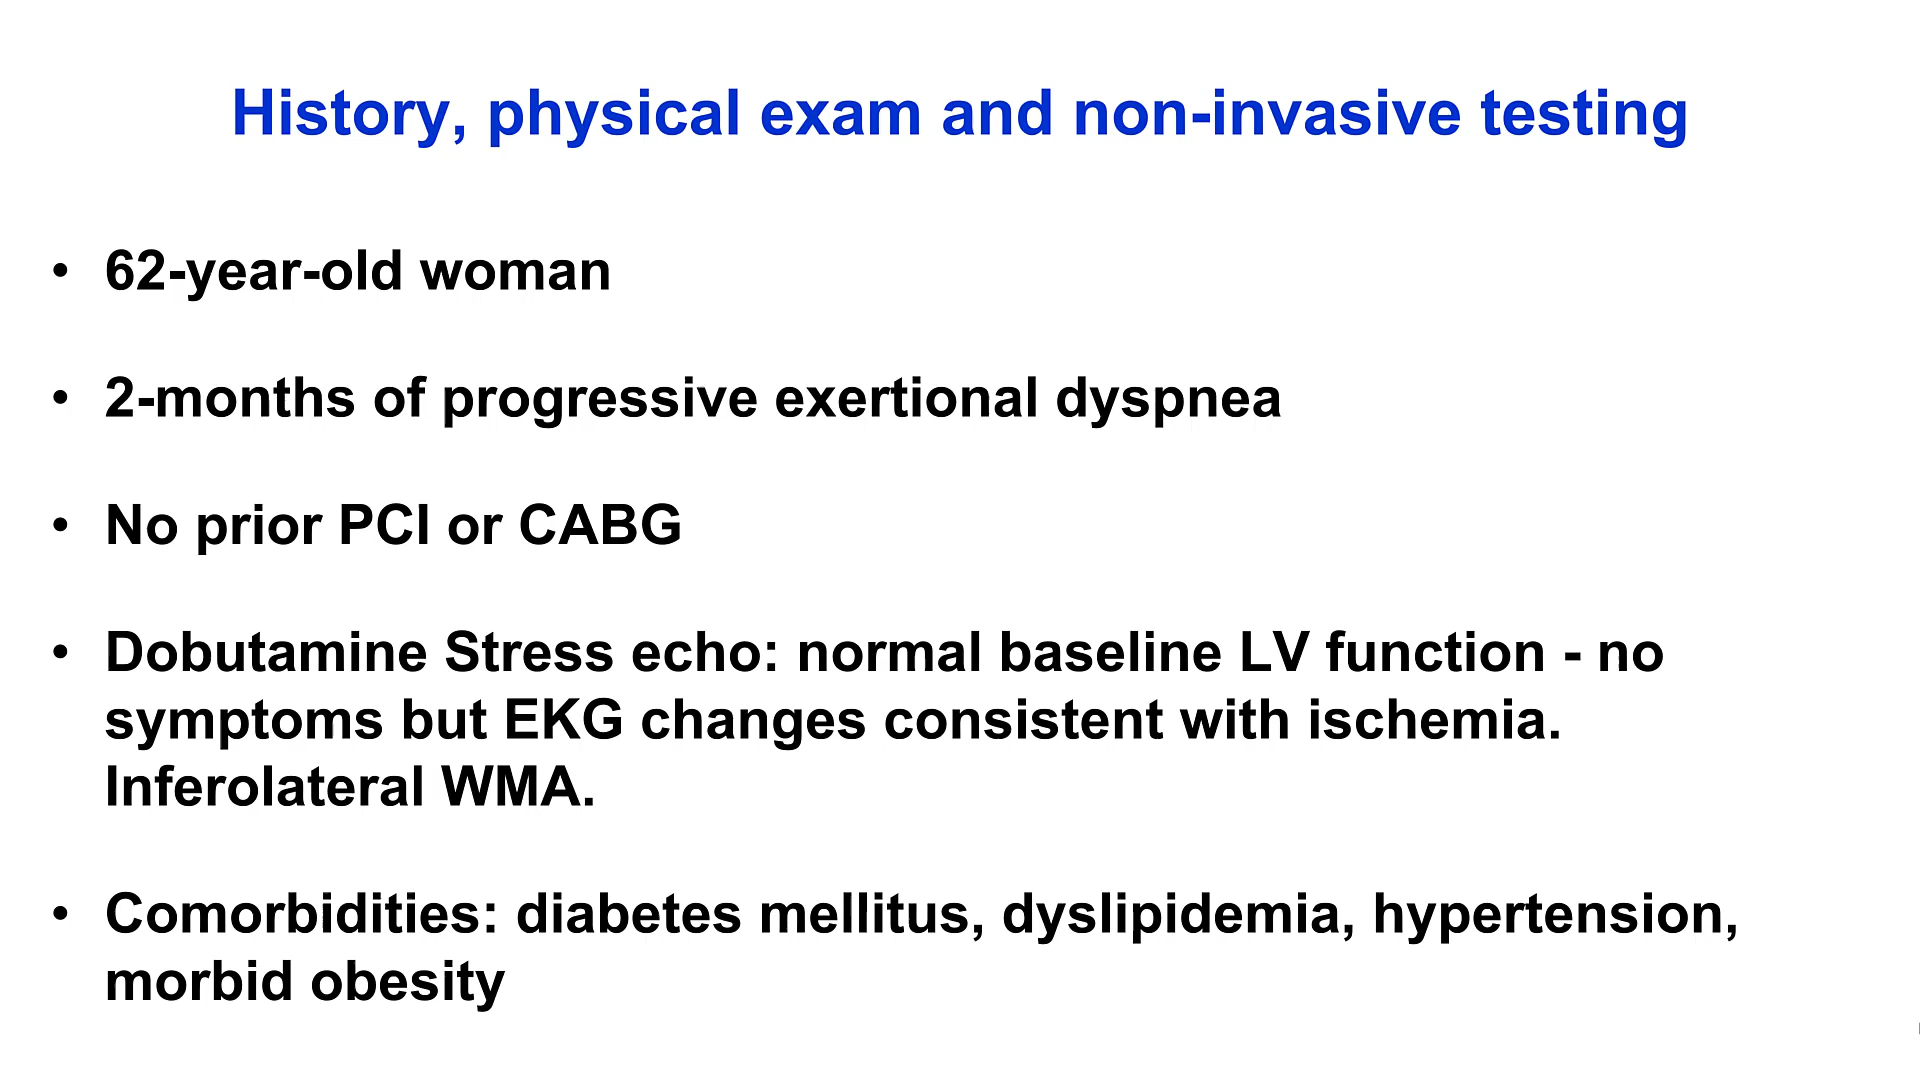 History, physical exam and non-invasive testing
• 62-year-old woman
• 2-months of progressive exertional dyspnea
• No prior PCI or CABG
• Dobutamine Stress echo: normal baseline LV function - no
symptoms but EKG changes consistent with ischemia.
Inferolateral WMA.
• Comorbidities: diabetes mellitus, dyslipidemia, hypertension,
morbid obesity